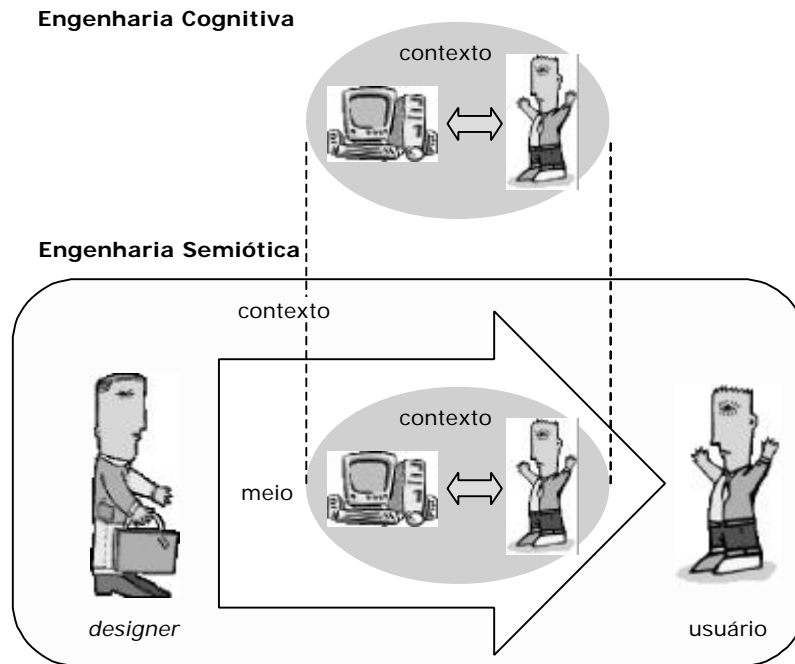 Engenharia Cognitiva
contexto
Engenharia Semiótica
contexto
contexto
meio
designer
usuário